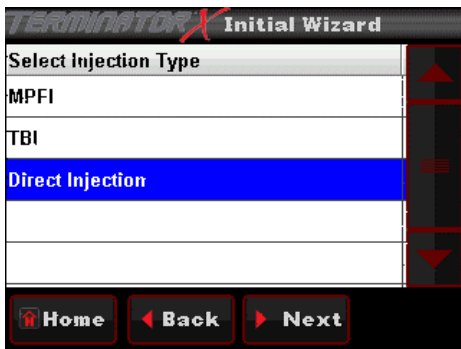 TERMINATOR X Initial Wizard
Select Injection Type
MPFI
TBI
Direct Injection
Home Back Next